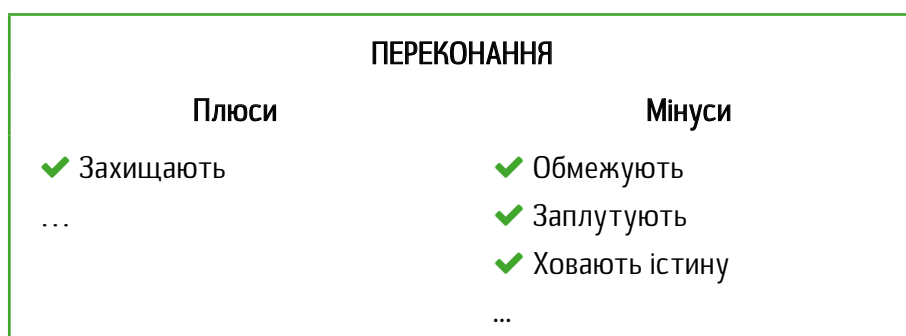 ПЕРЕКОНАННЯ
Плюси
Захищають
...
Мінуси
Обмежують
Заплутують
Ховають істину
...